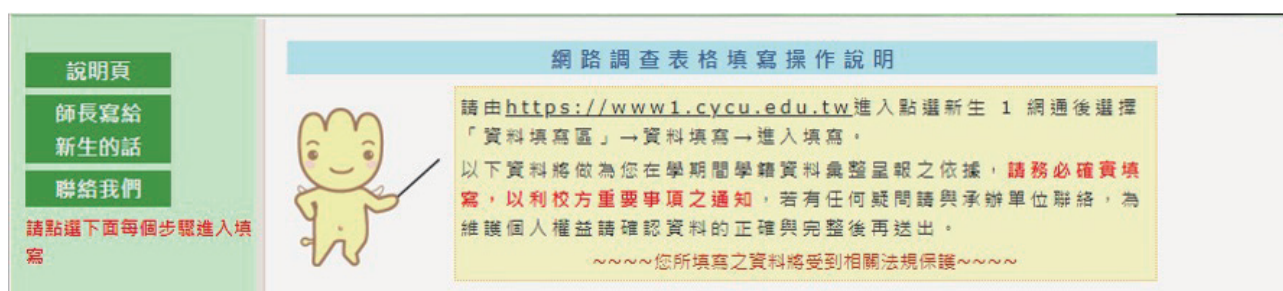 說明頁
師長寫給
新生的話
聯絡我們
請點選下面每個步驟進入填
寫
網路調查表格填寫操作說明
請由https://www1.cycu.edu.tw進入點選新生 1 網通後選擇
「資料填寫區」→資料填寫→進入填寫。
以下資料將做為您在學期間學籍資料彙整呈報之依據，請務必確實填
寫，以利校方重要事項之通知，若有任何疑問請與承辦單位聯絡，為
維護個人權益請確認資料的正確與完整後再送出。
~~~~您所填寫之資料將受到相關法規保護~~~~